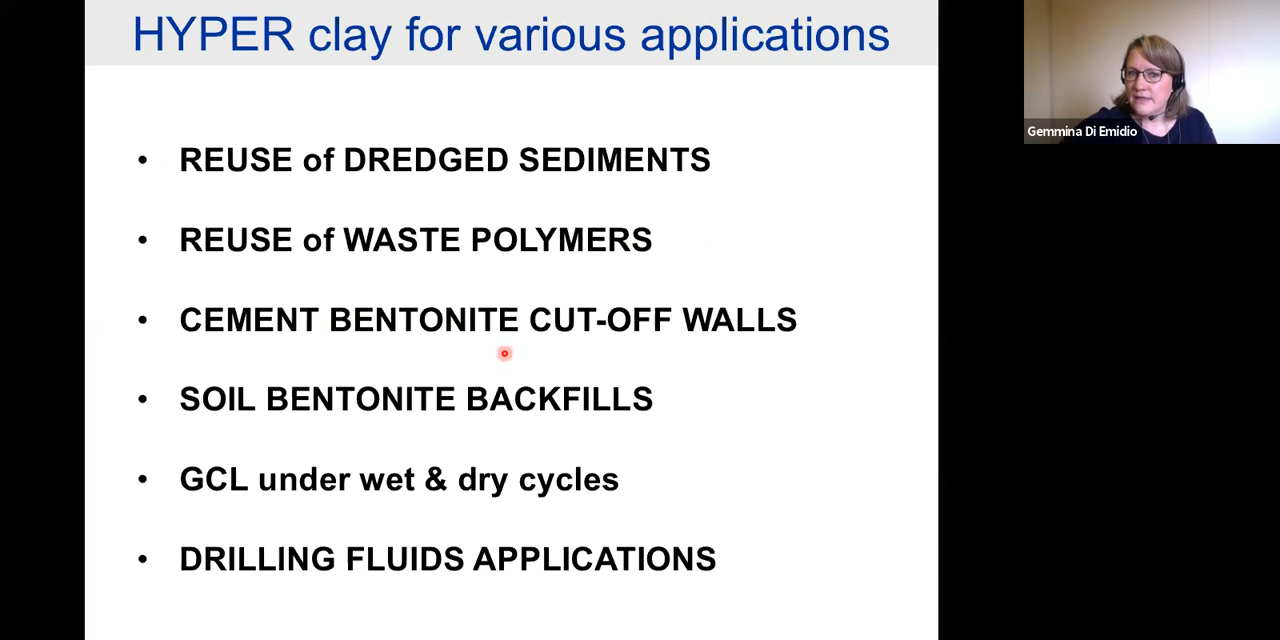 HYPER clay for various applications
• REUSE of DREDGED SEDIMENTS
• REUSE of WASTE POLYMERS
• CEMENT BENTONITE CUT-OFF WALLS
• SOIL BENTONITE BACKFILLS
• GCL under wet & dry cycles
• DRILLING FLUIDS APPLICATIONS
Gemmina Di Emidio